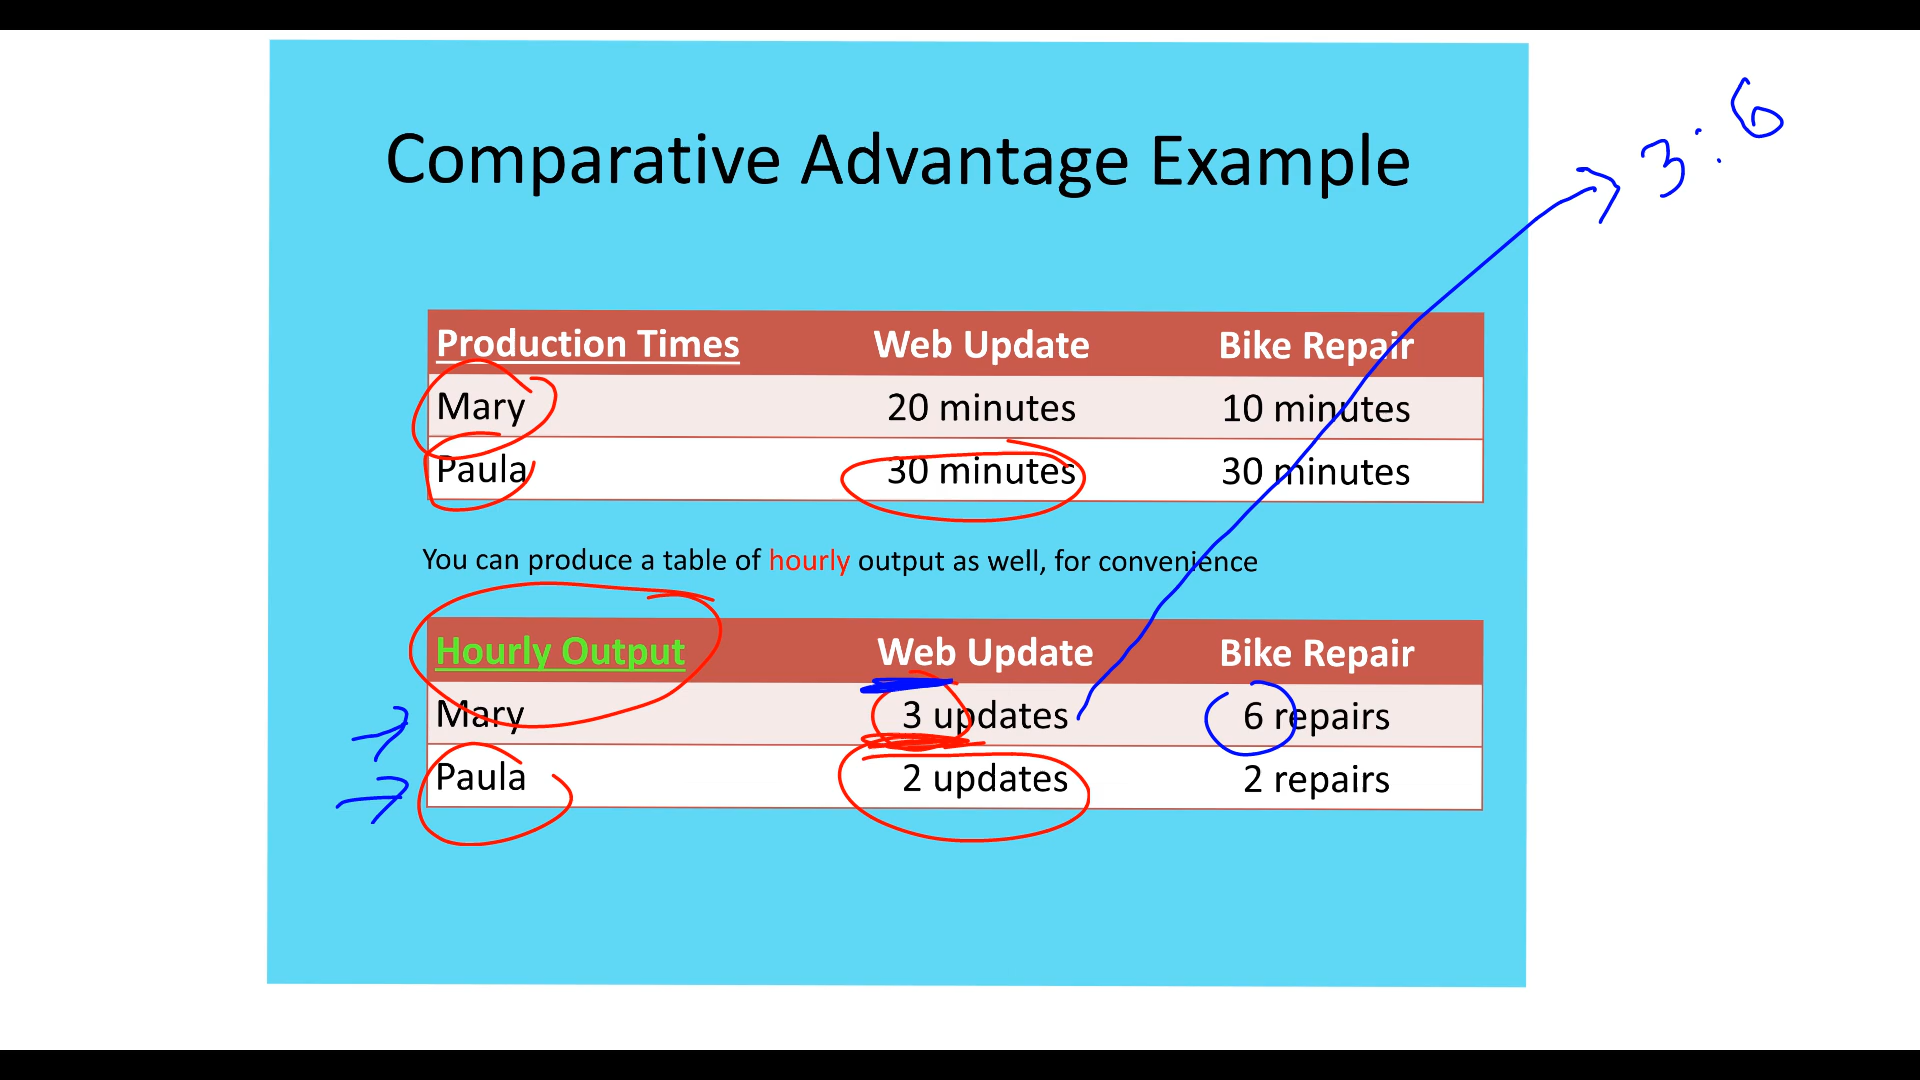 3:6
Comparative Advantage Example
Production Times Web Update Bike Repair
Mary 20 minutes 10 minutes
Paula 30 minutes 30 minutes
You can produce a table of hourly output as well, for convenience
Hourly Output Web Update Bike Repair
Mary 3 updates 6 repairs
Paula 2 updates 2 repairs